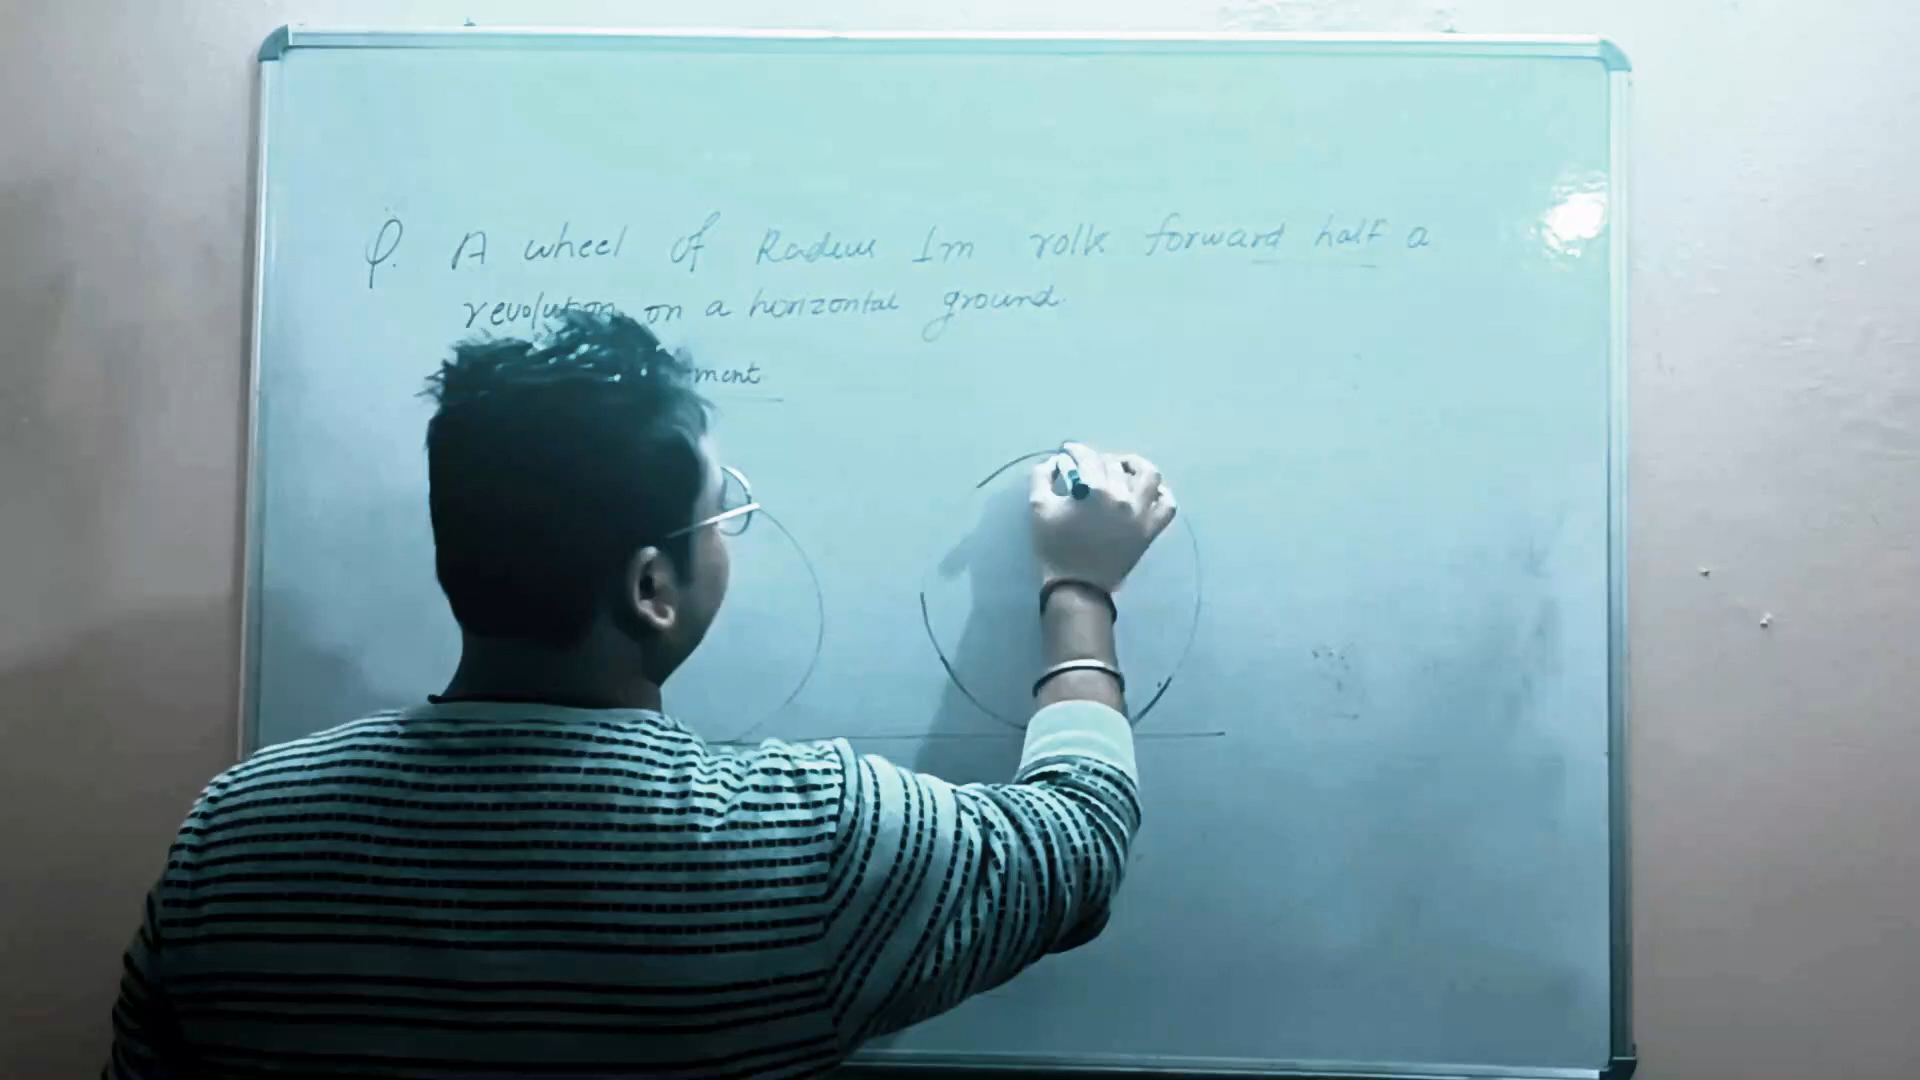 Q. A wheel of Radius 1m rolls forward half a
revolution on a horizontal ground.
ment